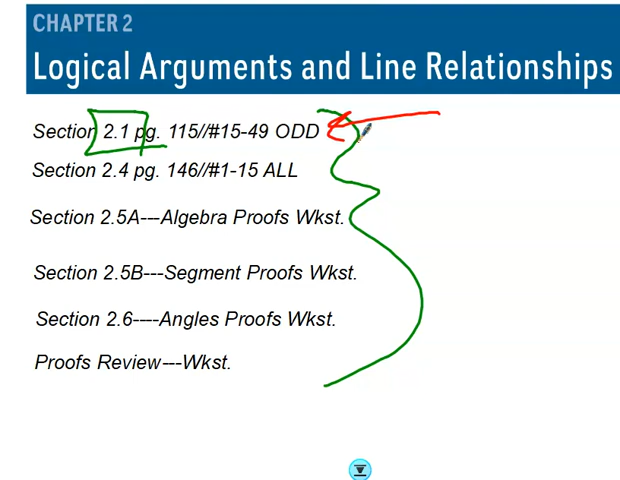 CHAPTER 2
Logical Arguments and Line Relationships
Section 2.1 pg. 115//#15-49 ODD
Section 2.4 pg. 146//#1-15 ALL
Section 2.5A---Algebra Proofs Wkst.
Section 2.5B---Segment Proofs Wkst.
Section 2.6----Angles Proofs Wkst.
Proofs Review---Wkst.